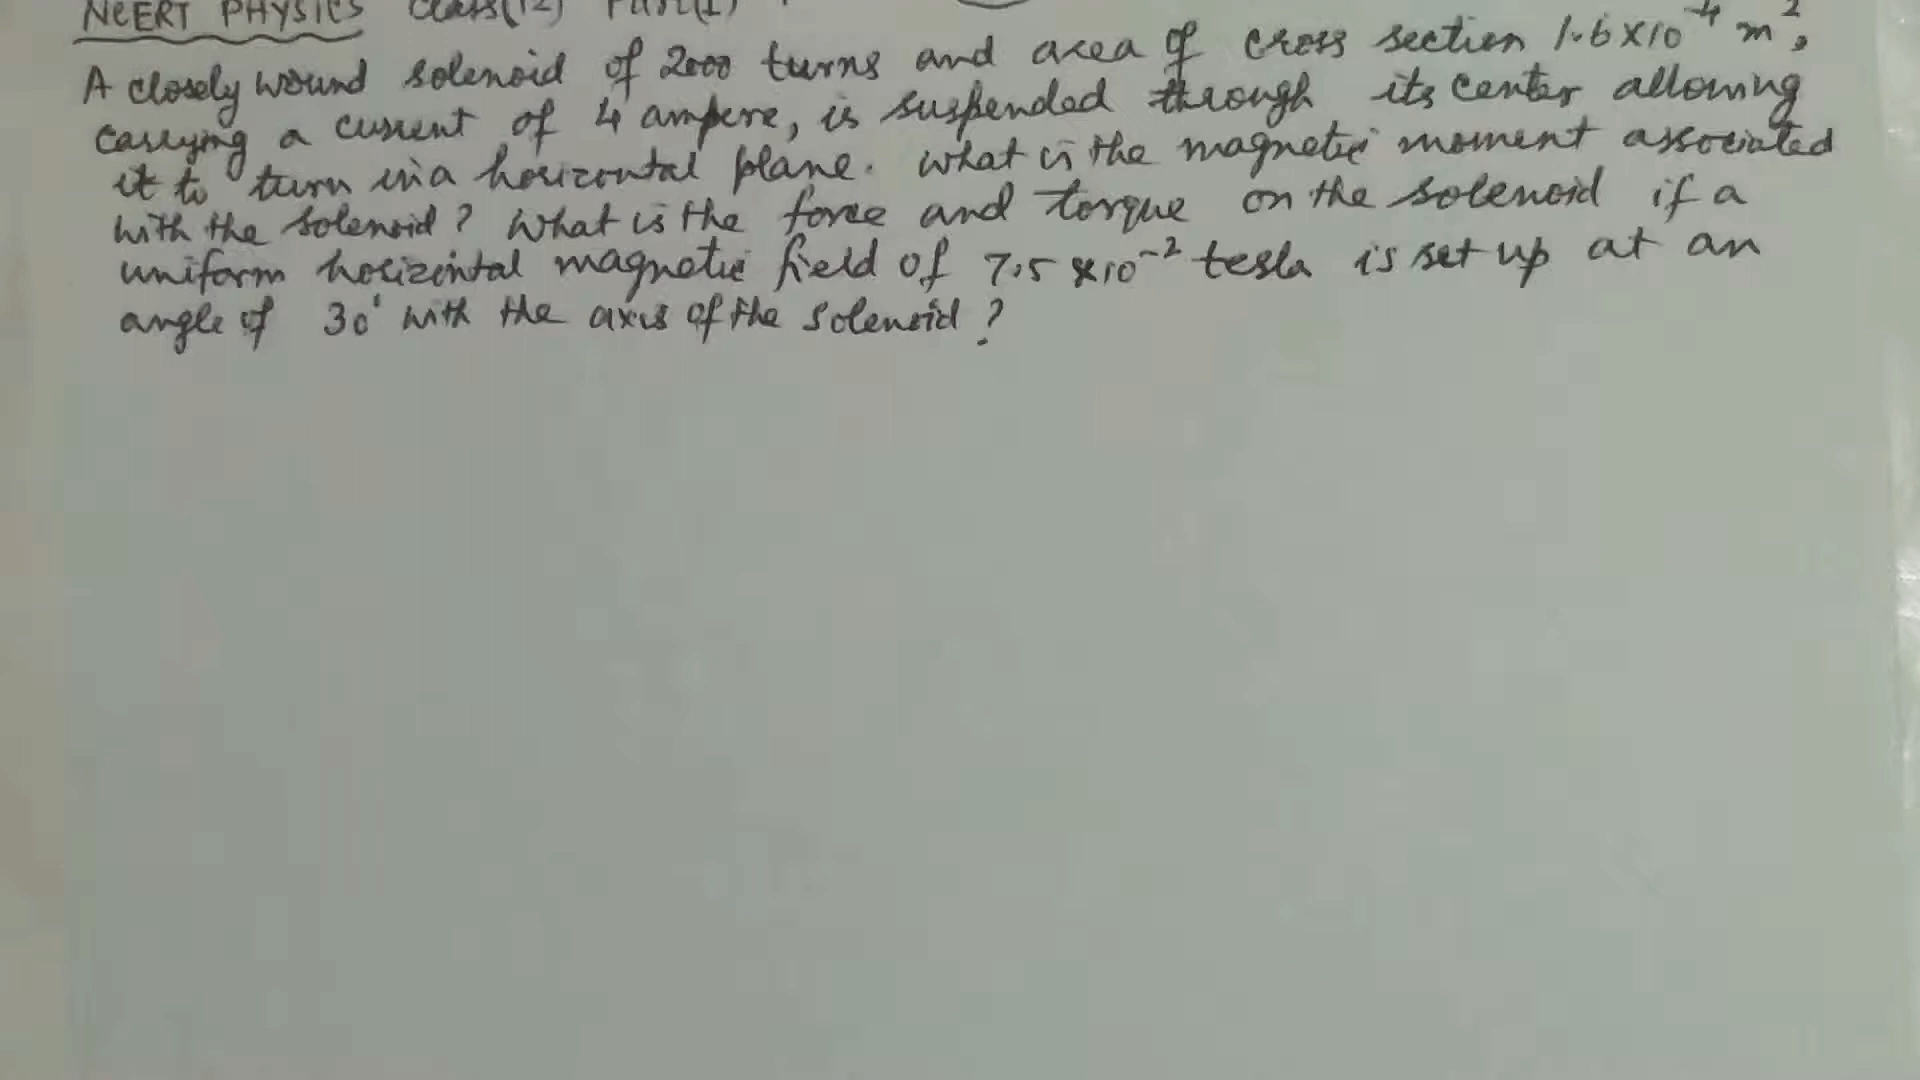 NCERT PHYSICS Class(12) Part(I)
A closely wound solenoid of 2000 turns and area of cross section 1.6×10⁻⁴ m²,
carrying a current of 4 ampere, is suspended through its center allowing
it to turn in a horizontal plane. What is the magnetic moment associated
with the solenoid? What is the force and torque on the solenoid if a
uniform horizontal magnetic field of 7.5 ×10⁻² tesla is set up at an
angle of 30° with the axis of the solenoid?